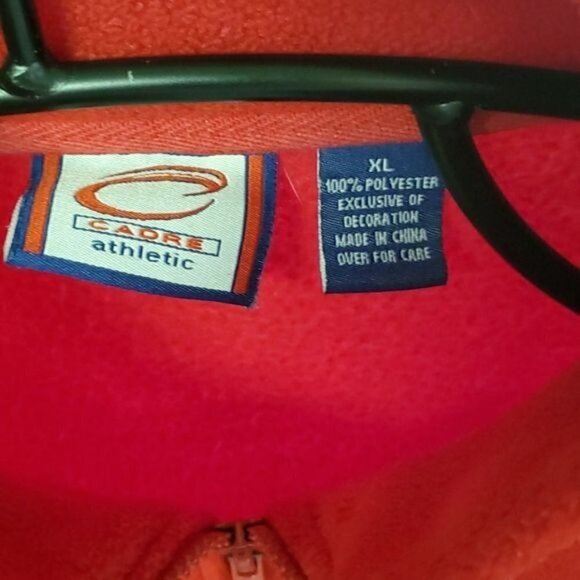 CADRE
athletic
XL
100% POLYESTER
EXCLUSIVE OF
DECORATION
MADE IN CHINA
OVER FOR CARE